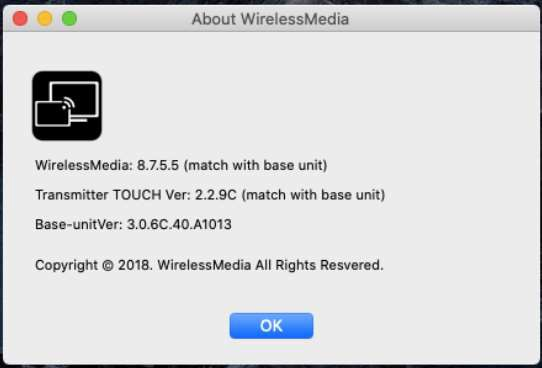 About WirelessMedia
WirelessMedia: 8.7.5.5 (match with base unit)
Transmitter TOUCH Ver: 2.2.9C (match with base unit)
Base-unitVer: 3.0.6C.40.A1013
Copyright © 2018. WirelessMedia All Rights Resvered.
OK